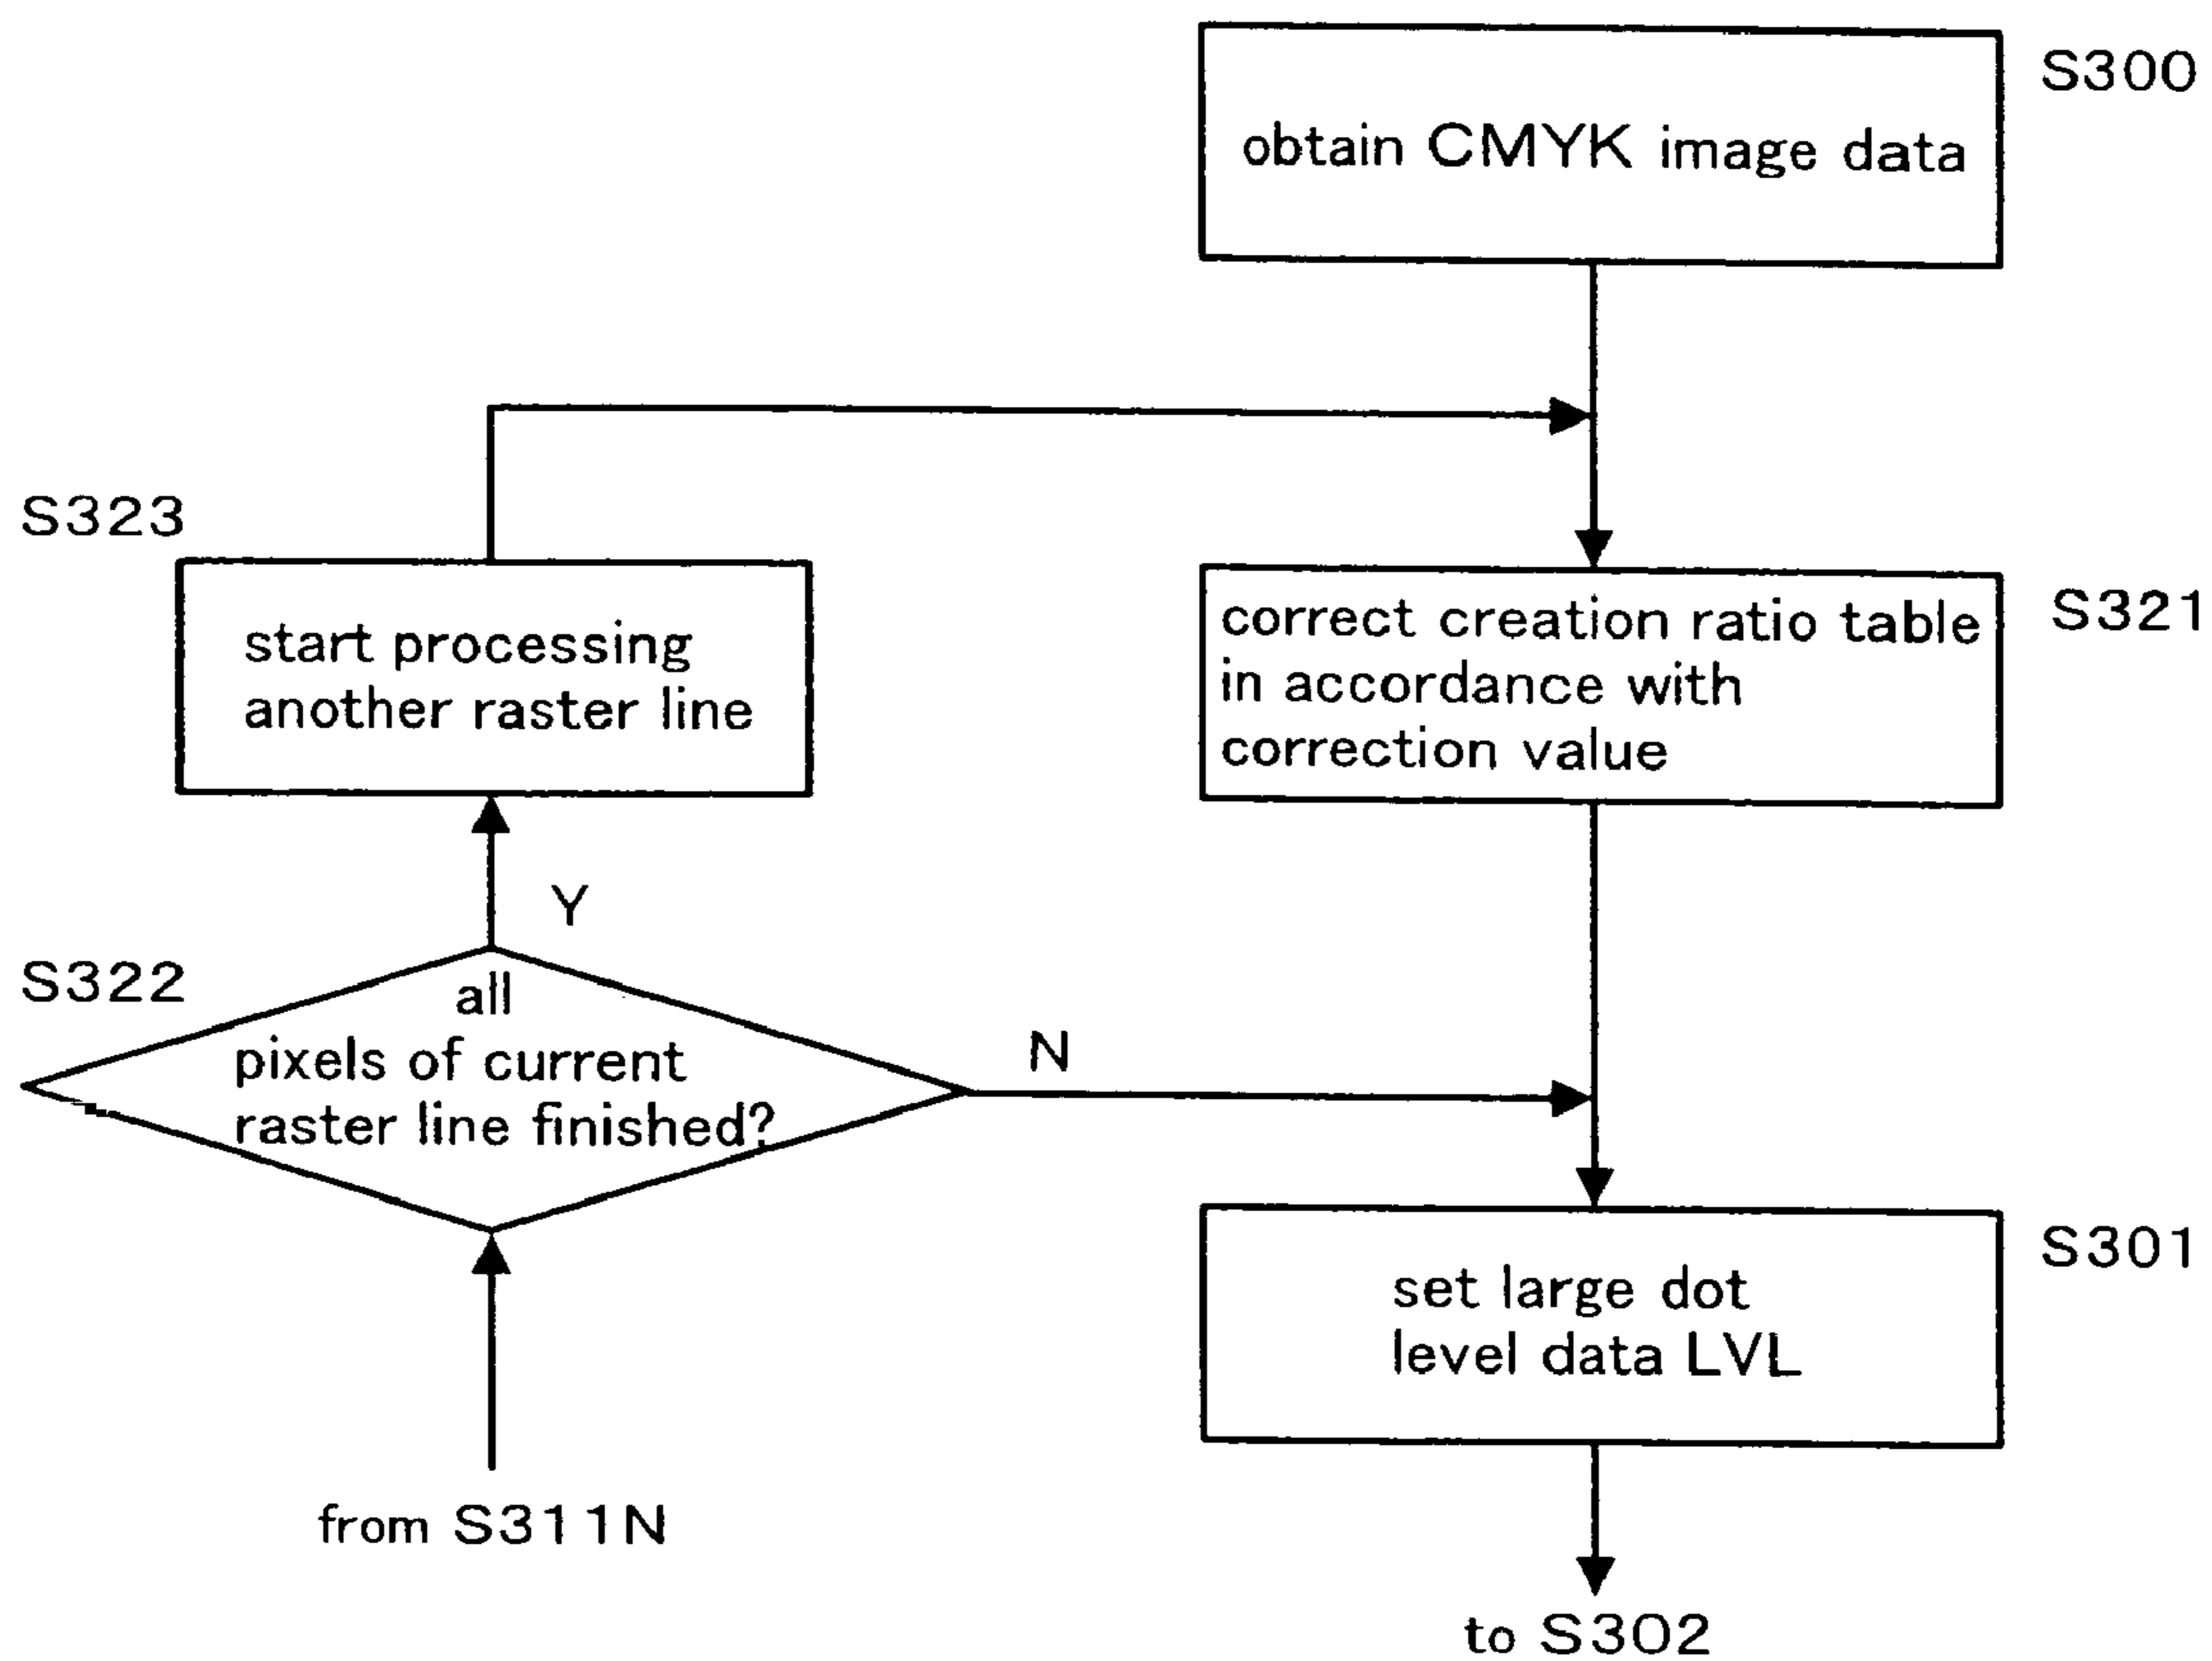 S300
obtain CMYK image data
S323
start processing
another raster line
S321
correct creation ratio table
in accordance with
correction value
Y
S322
all
pixels of current
raster line finished?
N
S301
set large dot
level data LVL
from S311N
to S302